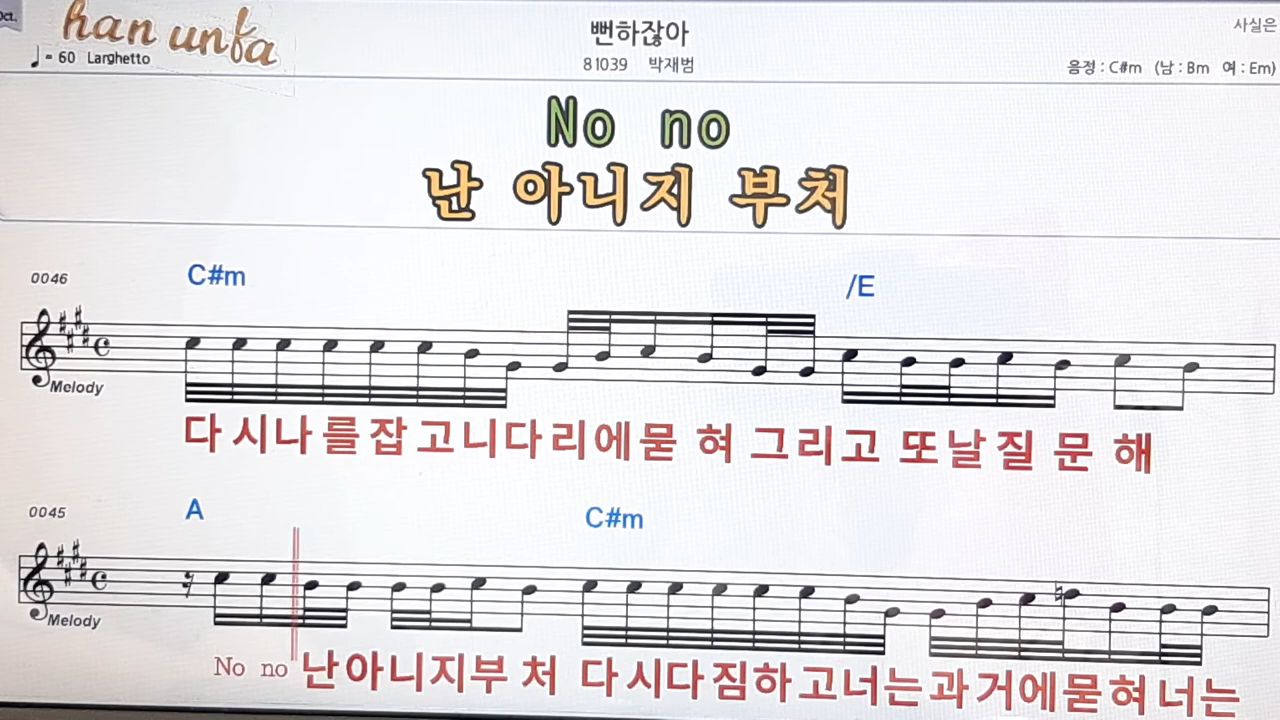 Oct.
han unfa
♩= 60 Larghetto
뻔하잖아
81039 박재범
사실은
음정 : C#m (남 : Bm 여 : Em)
No no
난 아니지 부처
0046
C#m
/E
Melody
다시나를잡고니다리에묻혀그리고또날질문해
0045
A
C#m
Melody
No no 난아니지부처 다시다짐하고너는과거에묻혀너는